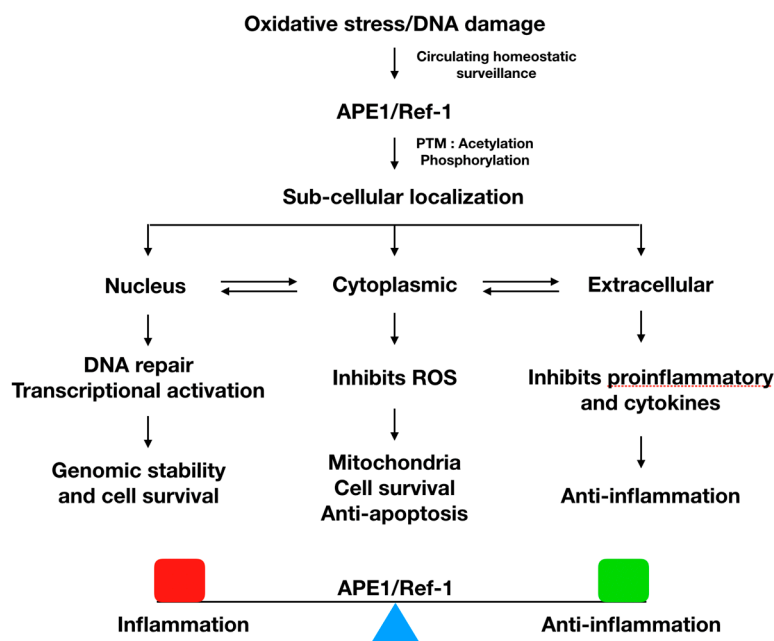 Oxidative stress/DNA damage
Circulating homeostatic
surveillance
APE1/Ref-1
PTM : Acetylation
Phosphorylation
Sub-cellular localization
Nucleus
Cytoplasmic
Extracellular
DNA repair
Transcriptional activation
Inhibits ROS
Inhibits proinflammatory
and cytokines
Genomic stability
and cell survival
Mitochondria
Cell survival
Anti-apoptosis
Anti-inflammation
APE1/Ref-1
Inflammation
Anti-inflammation